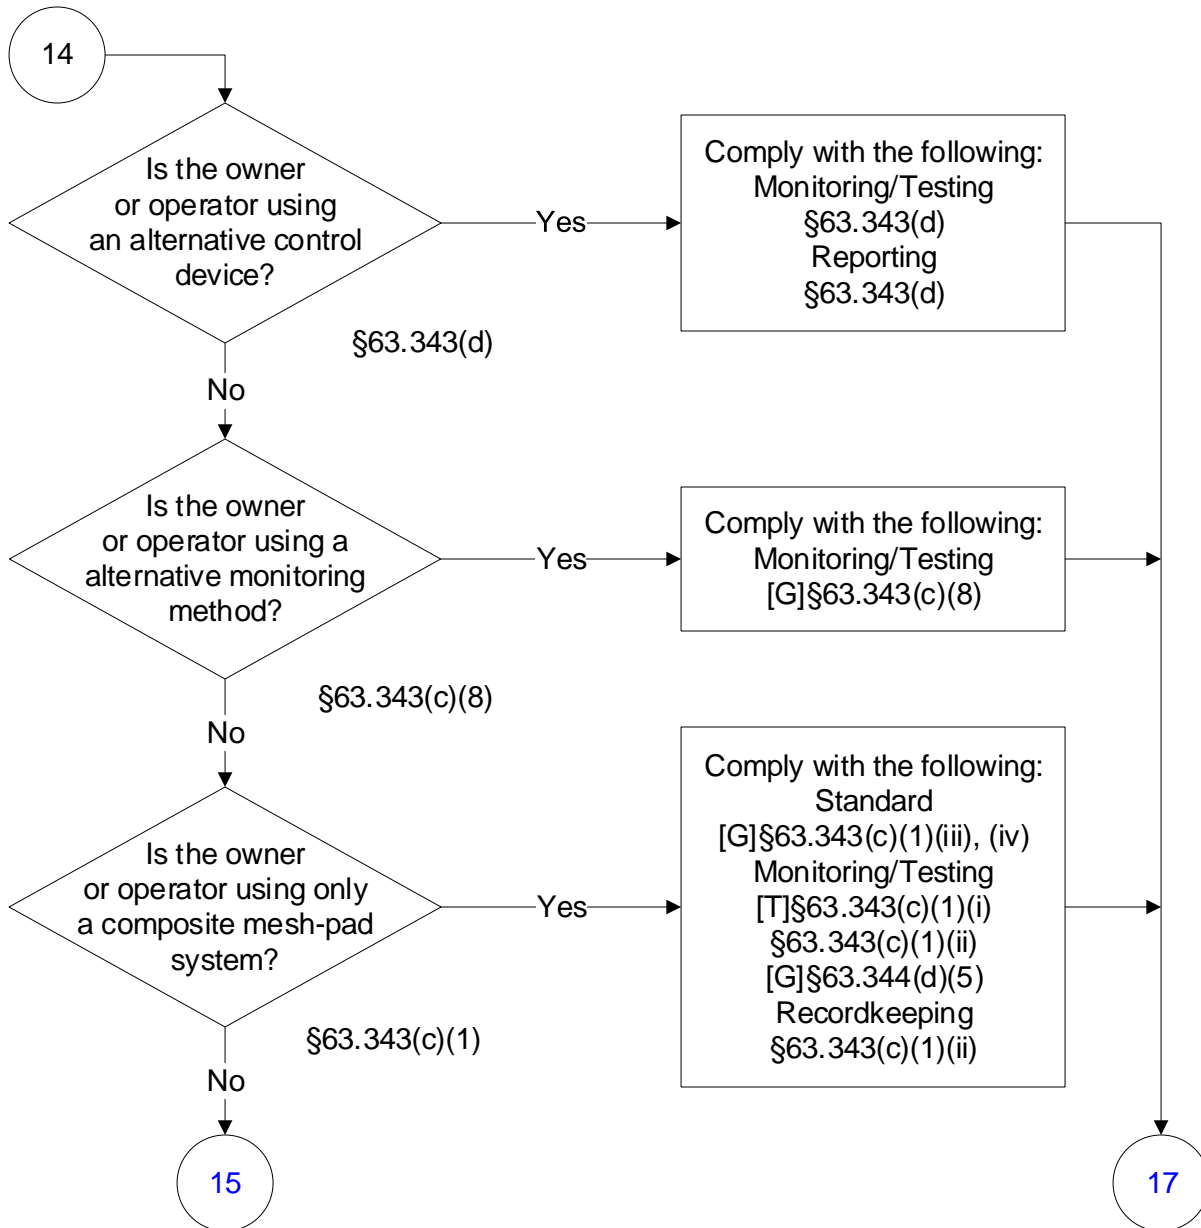 14
Is the owner
or operator using
an alternative control
device?
Yes
Comply with the following:
Monitoring/Testing
§63.343(d)
Reporting
§63.343(d)
§63.343(d)
No
Is the owner
or operator using a
alternative monitoring
method?
Yes
Comply with the following:
Monitoring/Testing
[G]§63.343(c)(8)
§63.343(c)(8)
No
Is the owner
or operator using only
a composite mesh-pad
system?
Yes
Comply with the following:
Standard
[G]§63.343(c)(1)(iii), (iv)
Monitoring/Testing
[T]§63.343(c)(1)(i)
§63.343(c)(1)(ii)
[G]§63.344(d)(5)
Recordkeeping
§63.343(c)(1)(ii)
§63.343(c)(1)
No
15
17